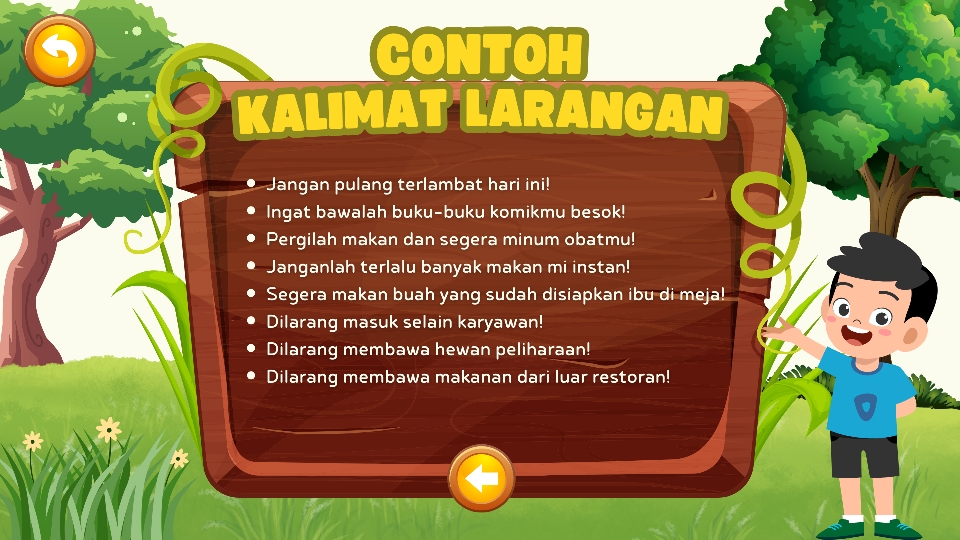 CONTOH
KALIMAT LARANGAN
• Jangan pulang terlambat hari ini!
• Ingat bawalah buku-buku komikmu besok!
• Pergilah makan dan segera minum obatmu!
• Janganlah terlalu banyak makan mi instan!
• Segera makan buah yang sudah disiapkan ibu di meja!
• Dilarang masuk selain karyawan!
• Dilarang membawa hewan peliharaan!
• Dilarang membawa makanan dari luar restoran!